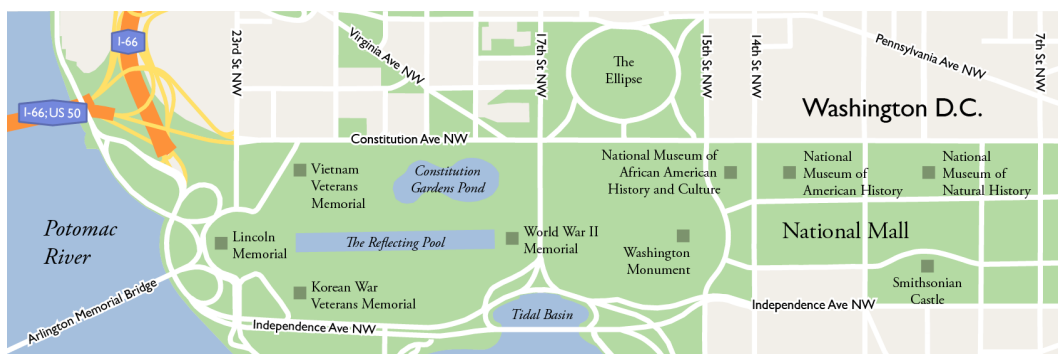 I-66
23rd St NW
Virginia Ave NW
17th St NW
The
Ellipse
15th St NW
14th St NW
Pennsylvania Ave NW
7th St NW
I-66; US 50
Washington D.C.
Constitution Ave NW
Vietnam
Veterans
Memorial
Constitution
Gardens Pond
National Museum of
African American
History and Culture
National
Museum of
American History
National
Museum of
Natural History
Potomac
River
Lincoln
Memorial
The Reflecting Pool
World War II
Memorial
Washington
Monument
National Mall
Korean War
Veterans Memorial
Smithsonian
Castle
Arlington Memorial Bridge
Independence Ave NW
Tidal Basin
Independence Ave NW